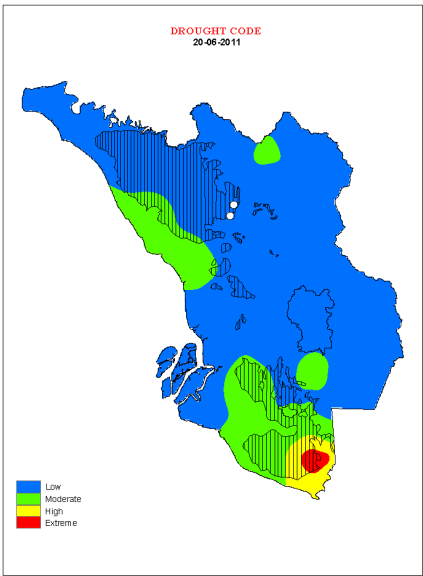 DROUGHT CODE
20-06-2011
Low
Moderate
High
Extreme